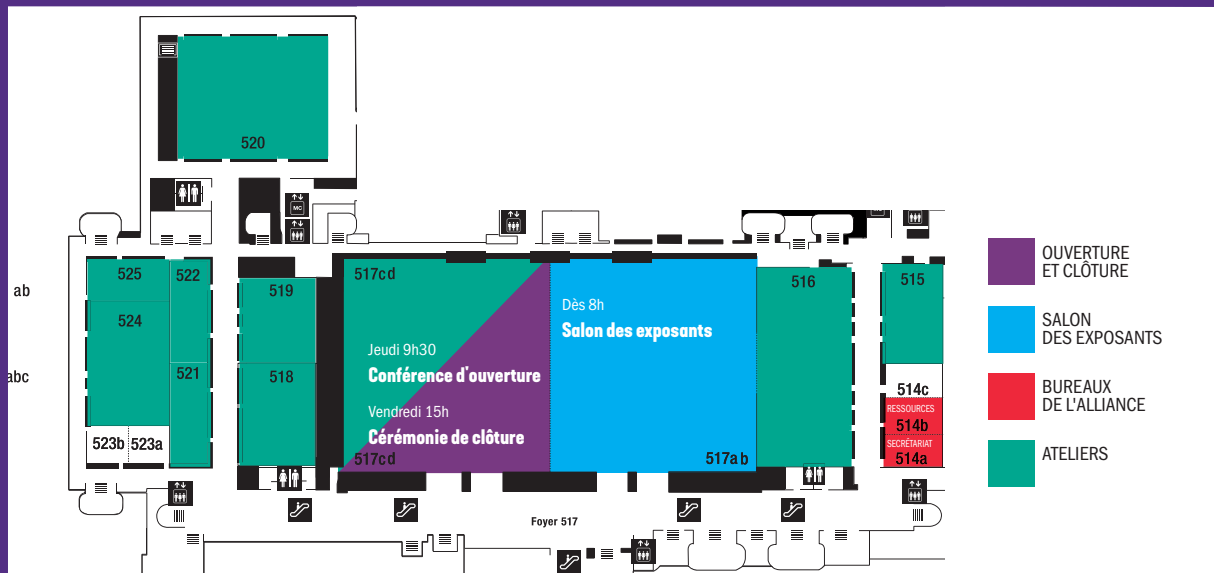 520
MC
ab
525
522
524
abc
521
523b
523a
519
518
517cd
Jeudi 9h30
Conférence d'ouverture
Vendredi 15h
Cérémonie de clôture
517cd
Dès 8h
Salon des exposants
517ab
516
515
514c
RESSOURCES
514b
SECRÉTARIAT
514a
Foyer 517
OUVERTURE
ET CLÔTURE
SALON
DES EXPOSANTS
BUREAUX
DE L'ALLIANCE
ATELIERS